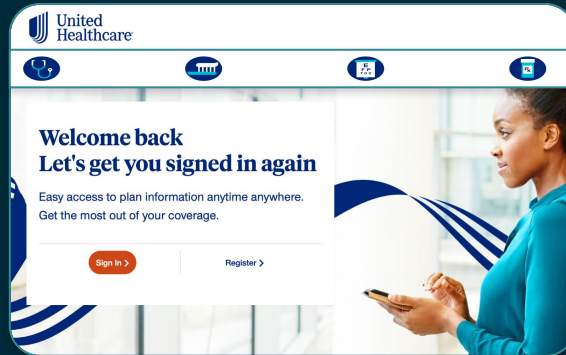 United
Healthcare
Rx
Welcome back
Let's get you signed in again
Easy access to plan information anytime anywhere.
Get the most out of your coverage.
Sign In >
Register >